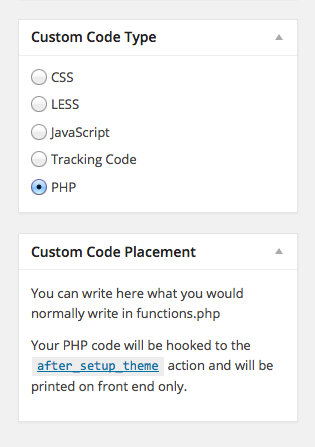 Custom Code Type
CSS
LESS
JavaScript
Tracking Code
PHP
Custom Code Placement
You can write here what you would
normally write in functions.php
Your PHP code will be hooked to the
after_setup_theme action and will be
printed on front end only.